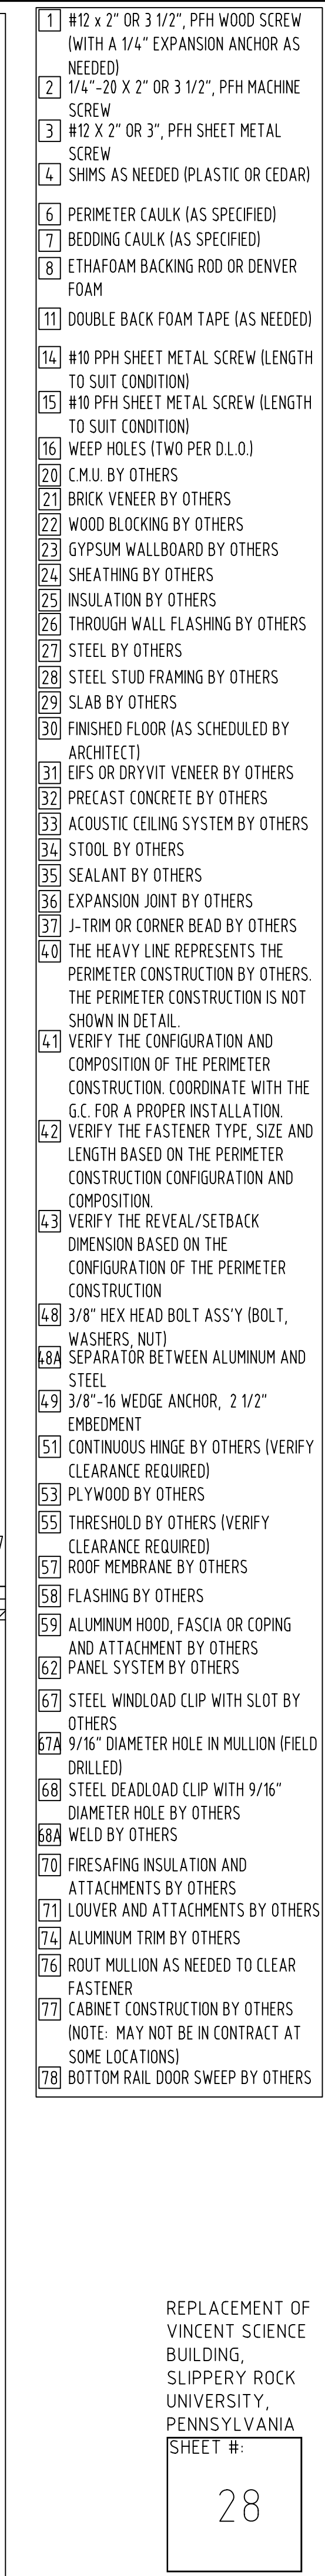 1 #12 x 2" OR 3 1/2", PFH WOOD SCREW
(WITH A 1/4" EXPANSION ANCHOR AS
NEEDED)
2 1/4"-20 X 2" OR 3 1/2", PFH MACHINE
SCREW
3 #12 X 2" OR 3", PFH SHEET METAL
SCREW
4 SHIMS AS NEEDED (PLASTIC OR CEDAR)
6 PERIMETER CAULK (AS SPECIFIED)
7 BEDDING CAULK (AS SPECIFIED)
8 ETHAFOAM BACKING ROD OR DENVER
FOAM
11 DOUBLE BACK FOAM TAPE (AS NEEDED)
14 #10 PPH SHEET METAL SCREW (LENGTH
TO SUIT CONDITION)
15 #10 PFH SHEET METAL SCREW (LENGTH
TO SUIT CONDITION)
16 WEEP HOLES (TWO PER D.L.O.)
20 C.M.U. BY OTHERS
21 BRICK VENEER BY OTHERS
22 WOOD BLOCKING BY OTHERS
23 GYPSUM WALLBOARD BY OTHERS
24 SHEATHING BY OTHERS
25 INSULATION BY OTHERS
26 THROUGH WALL FLASHING BY OTHERS
27 STEEL BY OTHERS
28 STEEL STUD FRAMING BY OTHERS
29 SLAB BY OTHERS
30 FINISHED FLOOR (AS SCHEDULED BY
ARCHITECT)
31 EIFS OR DRYVIT VENEER BY OTHERS
32 PRECAST CONCRETE BY OTHERS
33 ACOUSTIC CEILING SYSTEM BY OTHERS
34 STOOL BY OTHERS
35 SEALANT BY OTHERS
36 EXPANSION JOINT BY OTHERS
37 J-TRIM OR CORNER BEAD BY OTHERS
40 THE HEAVY LINE REPRESENTS THE
PERIMETER CONSTRUCTION BY OTHERS.
THE PERIMETER CONSTRUCTION IS NOT
SHOWN IN DETAIL.
41 VERIFY THE CONFIGURATION AND
COMPOSITION OF THE PERIMETER
CONSTRUCTION. COORDINATE WITH THE
G.C. FOR A PROPER INSTALLATION.
42 VERIFY THE FASTENER TYPE, SIZE AND
LENGTH BASED ON THE PERIMETER
CONSTRUCTION CONFIGURATION AND
COMPOSITION.
43 VERIFY THE REVEAL/SETBACK
DIMENSION BASED ON THE
CONFIGURATION OF THE PERIMETER
CONSTRUCTION
48 3/8" HEX HEAD BOLT ASS'Y (BOLT,
WASHERS, NUT)
48A SEPARATOR BETWEEN ALUMINUM AND
STEEL
49 3/8"-16 WEDGE ANCHOR, 2 1/2"
EMBEDMENT
51 CONTINUOUS HINGE BY OTHERS (VERIFY
CLEARANCE REQUIRED)
53 PLYWOOD BY OTHERS
55 THRESHOLD BY OTHERS (VERIFY
CLEARANCE REQUIRED)
57 ROOF MEMBRANE BY OTHERS
58 FLASHING BY OTHERS
59 ALUMINUM HOOD, FASCIA OR COPING
AND ATTACHMENT BY OTHERS
62 PANEL SYSTEM BY OTHERS
67 STEEL WINDLOAD CLIP WITH SLOT BY
OTHERS
67A 9/16" DIAMETER HOLE IN MULLION (FIELD
DRILLED)
68 STEEL DEADLOAD CLIP WITH 9/16"
DIAMETER HOLE BY OTHERS
68A WELD BY OTHERS
70 FIRESAFING INSULATION AND
ATTACHMENTS BY OTHERS
71 LOUVER AND ATTACHMENTS BY OTHERS
74 ALUMINUM TRIM BY OTHERS
76 ROUT MULLION AS NEEDED TO CLEAR
FASTENER
77 CABINET CONSTRUCTION BY OTHERS
(NOTE: MAY NOT BE IN CONTRACT AT
SOME LOCATIONS)
78 BOTTOM RAIL DOOR SWEEP BY OTHERS
REPLACEMENT OF
VINCENT SCIENCE
BUILDING,
SLIPPERY ROCK
UNIVERSITY,
PENNSYLVANIA
SHEET #:
28